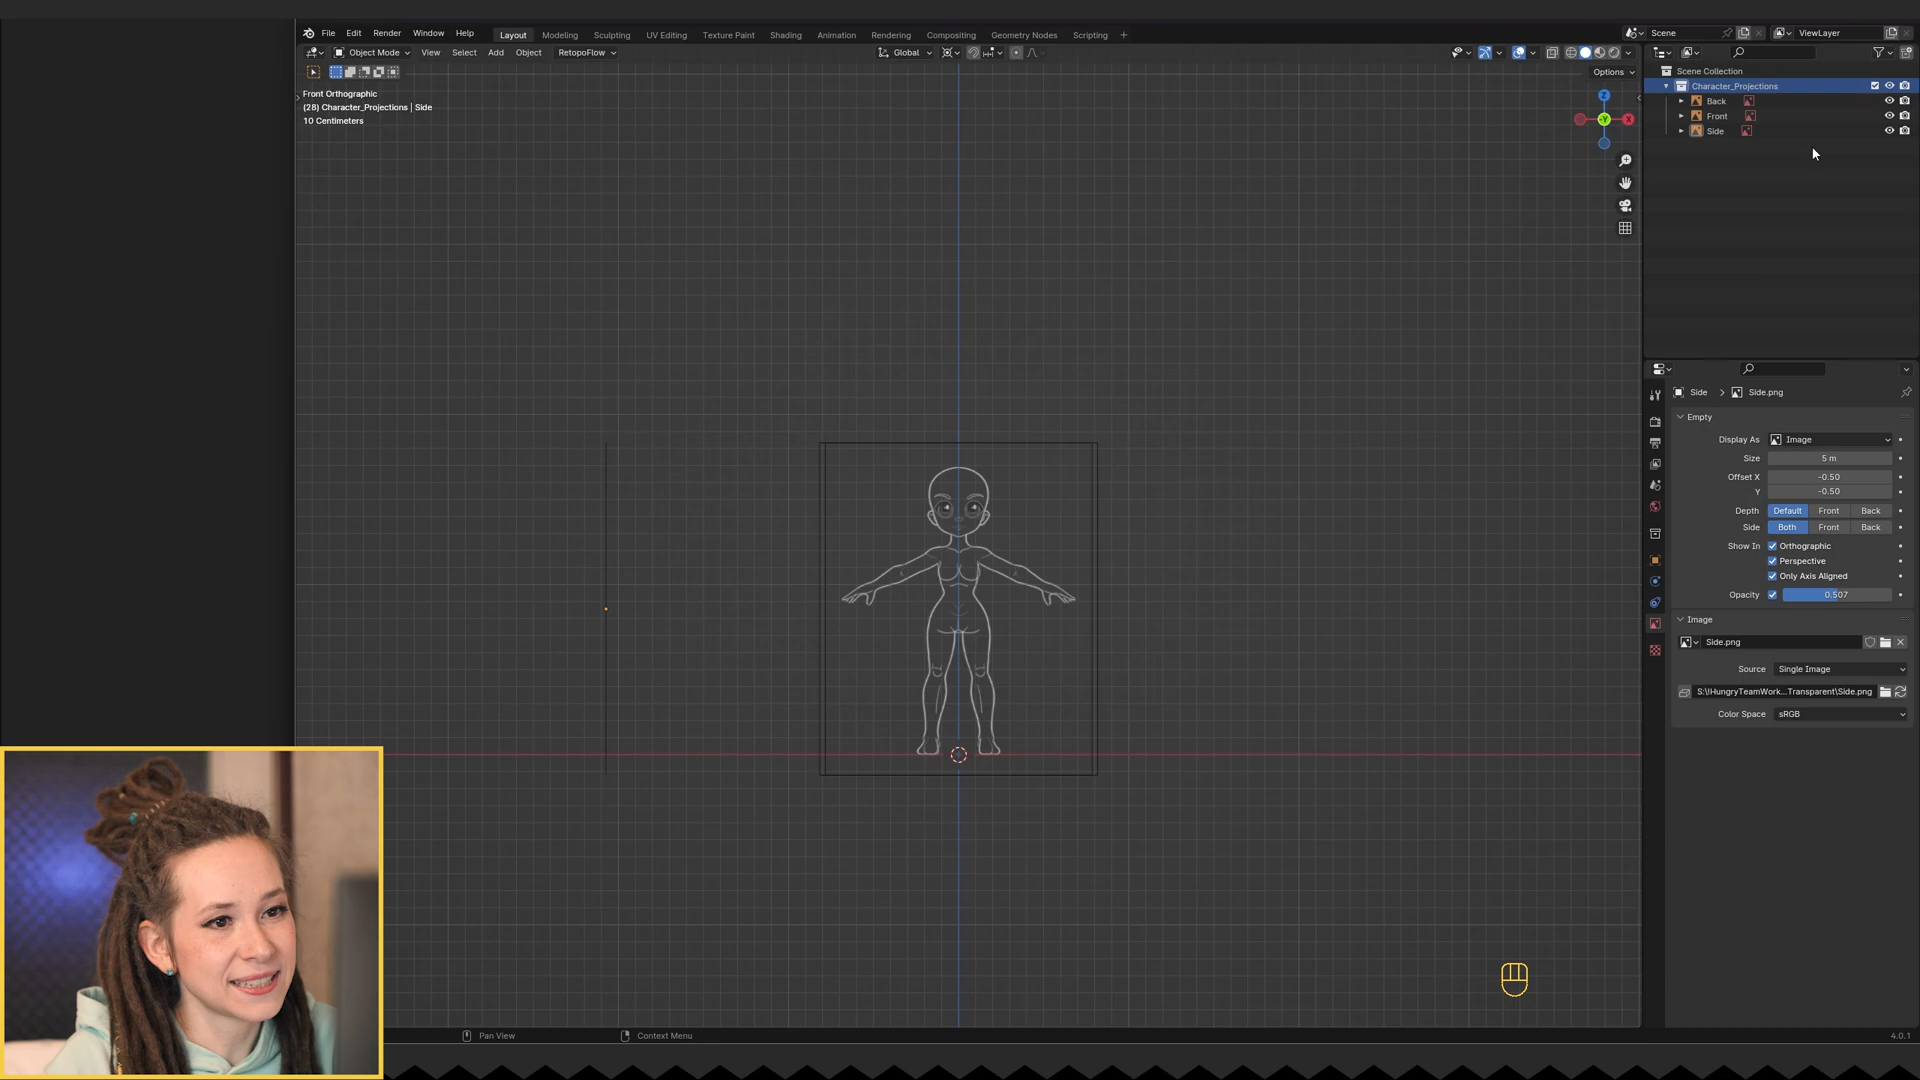 File Edit Render Window Help Layout Modeling Sculpting UV Editing Texture Paint Shading Animation Rendering Compositing Geometry Nodes Scripting + Scene ViewLayer
Object Mode View Select Add Object RetopoFlow Global
Options
Front Orthographic
(28) Character_Projections | Side
10 Centimeters
Z
-Y
X
Scene Collection
Character_Projections
Back
Front
Side
Side > Side.png
Empty
Display As Image
Size 5 m
Offset X -0.50
Y -0.50
Depth Default Front Back
Side Both Front Back
Show In Orthographic
Perspective
Only Axis Aligned
Opacity 0.507
Image
Side.png
Source Single Image
S:\!HungryTeamWork...Transparent\Side.png
Color Space sRGB
Pan View Context Menu 4.0.1